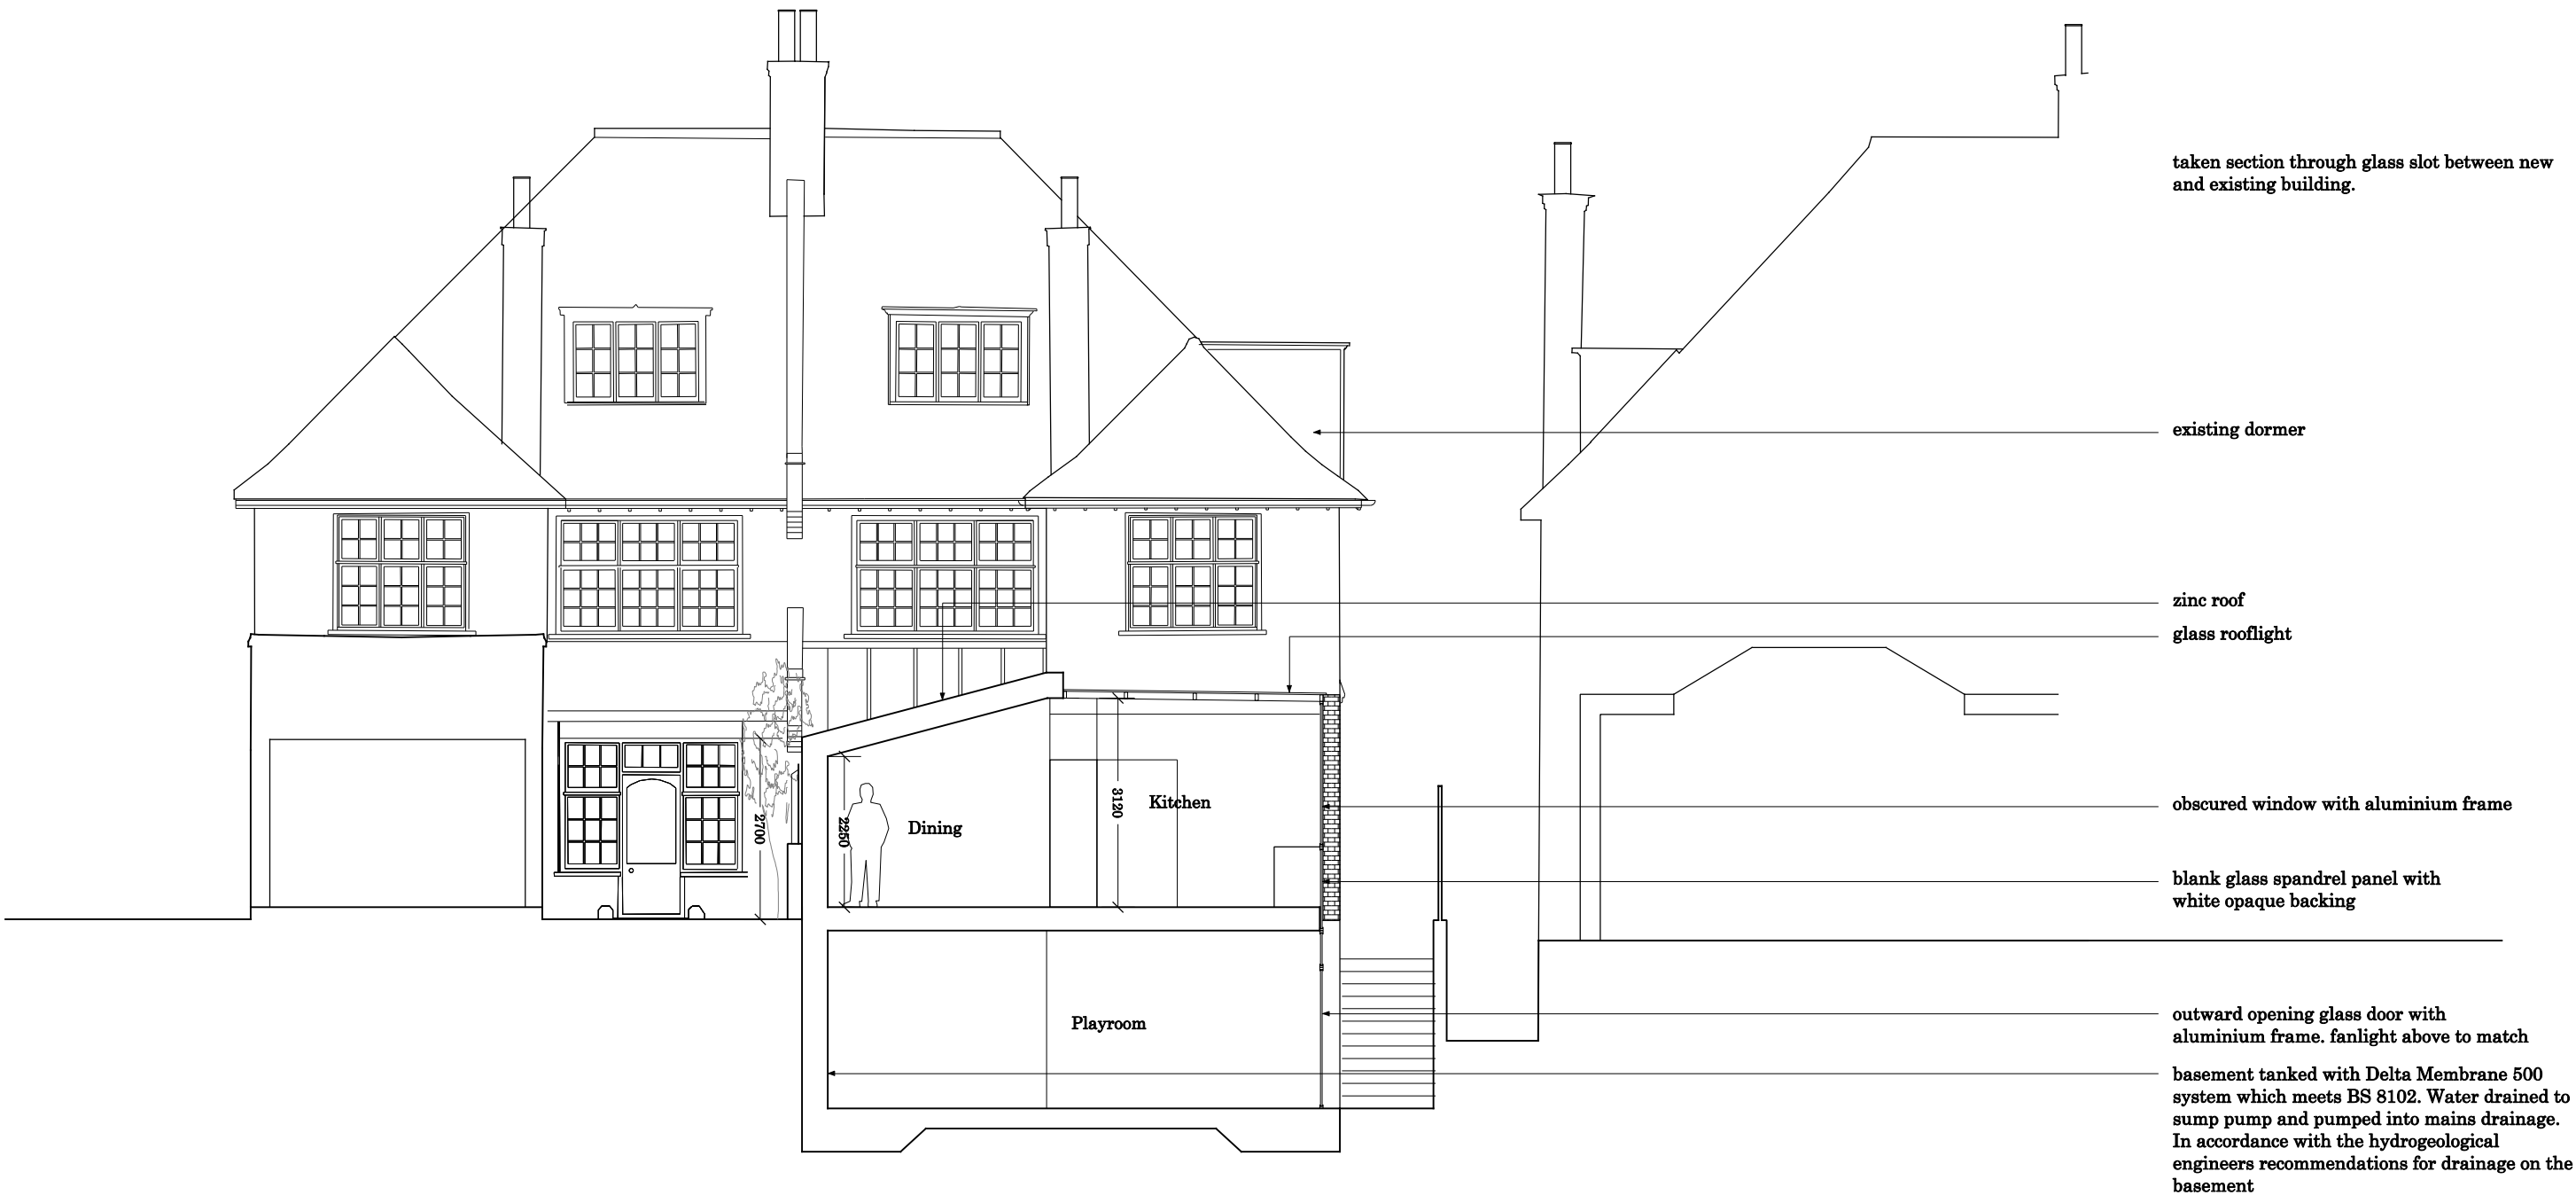 taken section through glass slot between new
and existing building.
existing dormer
zinc roof
glass rooflight
obscured window with aluminium frame
blank glass spandrel panel with
white opaque backing
outward opening glass door with
aluminium frame. fanlight above to match
basement tanked with Delta Membrane 500
system which meets BS 8102. Water drained to
sump pump and pumped into mains drainage.
In accordance with the hydrogeological
engineers recommendations for drainage on the
basement
2700
2250
Dining
3120
Kitchen
Playroom